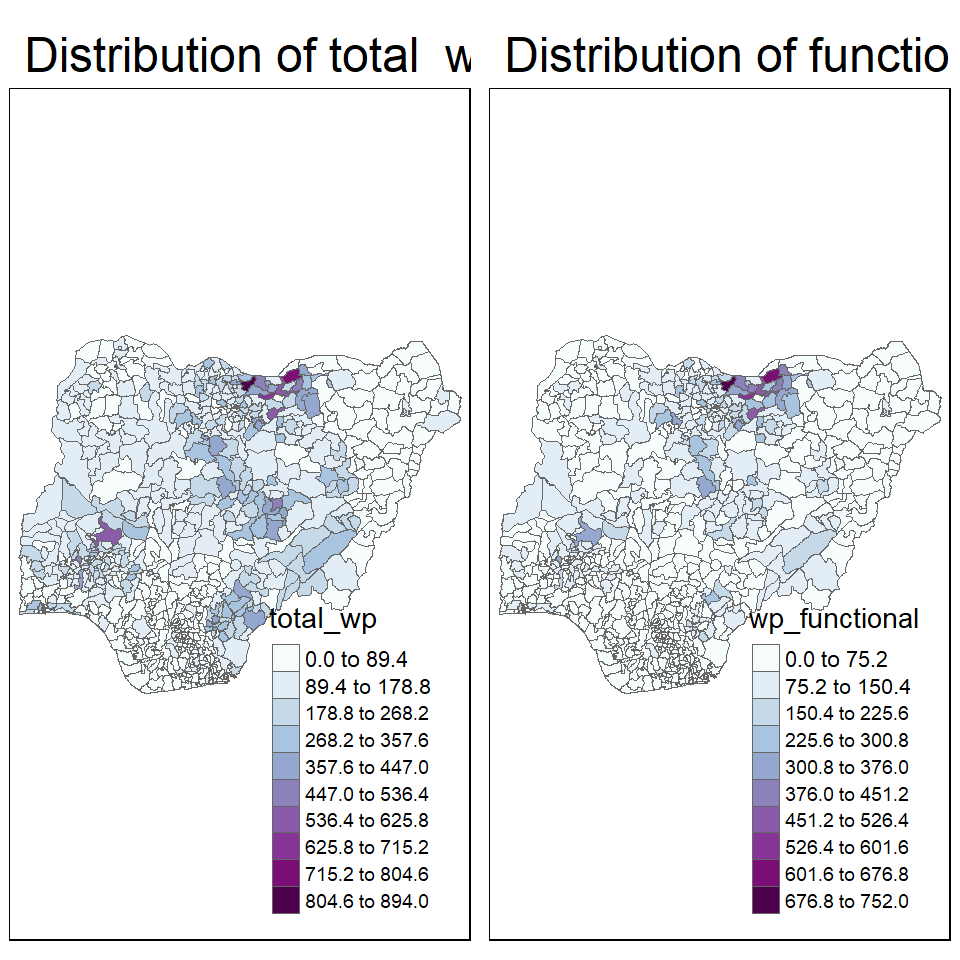 Distribution of total w
Distribution of functio
total_wp
0.0 to 89.4
89.4 to 178.8
178.8 to 268.2
268.2 to 357.6
357.6 to 447.0
447.0 to 536.4
536.4 to 625.8
625.8 to 715.2
715.2 to 804.6
804.6 to 894.0
wp_functional
0.0 to 75.2
75.2 to 150.4
150.4 to 225.6
225.6 to 300.8
300.8 to 376.0
376.0 to 451.2
451.2 to 526.4
526.4 to 601.6
601.6 to 676.8
676.8 to 752.0